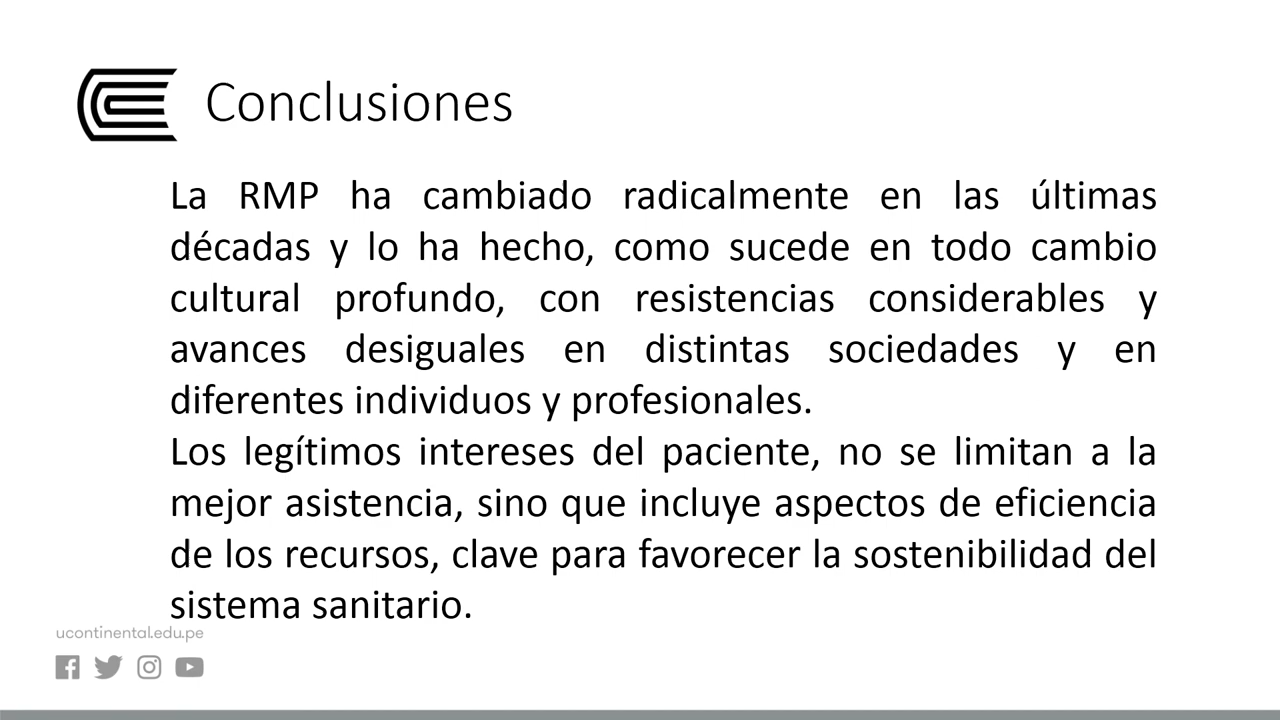 Conclusiones
La RMP ha cambiado radicalmente en las últimas
décadas y lo ha hecho, como sucede en todo cambio
cultural profundo, con resistencias considerables y
avances desiguales en distintas sociedades y en
diferentes individuos y profesionales.
Los legítimos intereses del paciente, no se limitan a la
mejor asistencia, sino que incluye aspectos de eficiencia
de los recursos, clave para favorecer la sostenibilidad del
sistema sanitario.
ucontinental.edu.pe